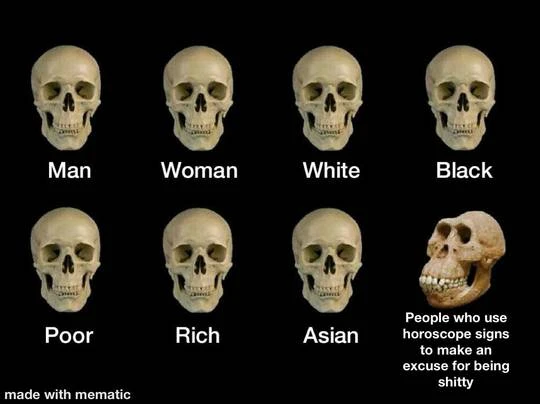 Man
Woman
White
Black
Poor
Rich
Asian
People who use
horoscope signs
to make an
excuse for being
shitty
made with mematic